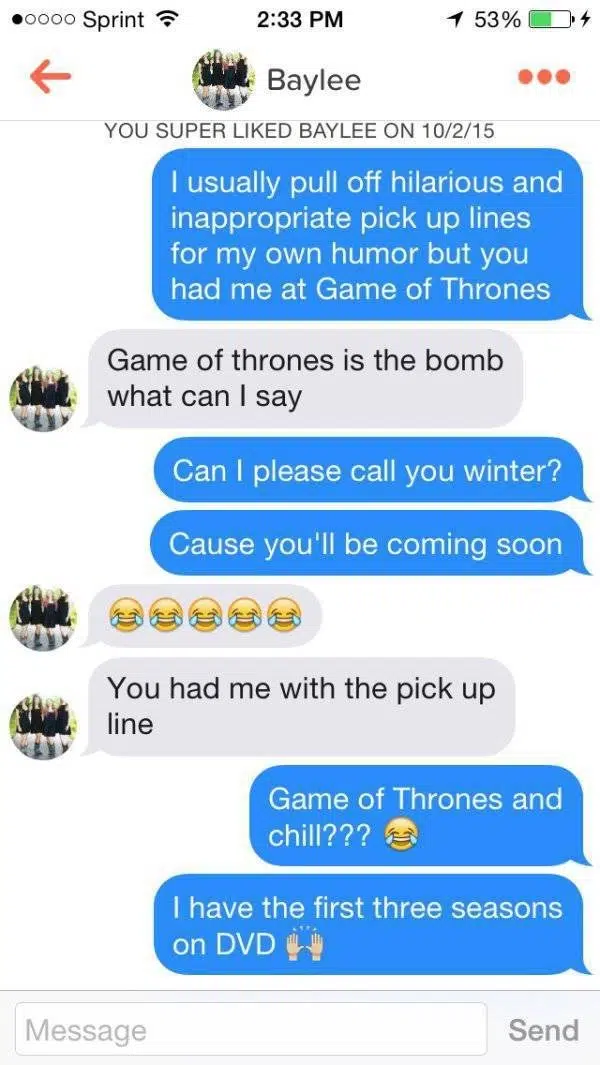 Sprint 2:33 PM 53%
Baylee
YOU SUPER LIKED BAYLEE ON 10/2/15
I usually pull off hilarious and
inappropriate pick up lines
for my own humor but you
had me at Game of Thrones
Game of thrones is the bomb
what can I say
Can I please call you winter?
Cause you'll be coming soon
😂😂😂😂😂
You had me with the pick up
line
Game of Thrones and
chill??? 😂
I have the first three seasons
on DVD 🙌🏼
Message Send